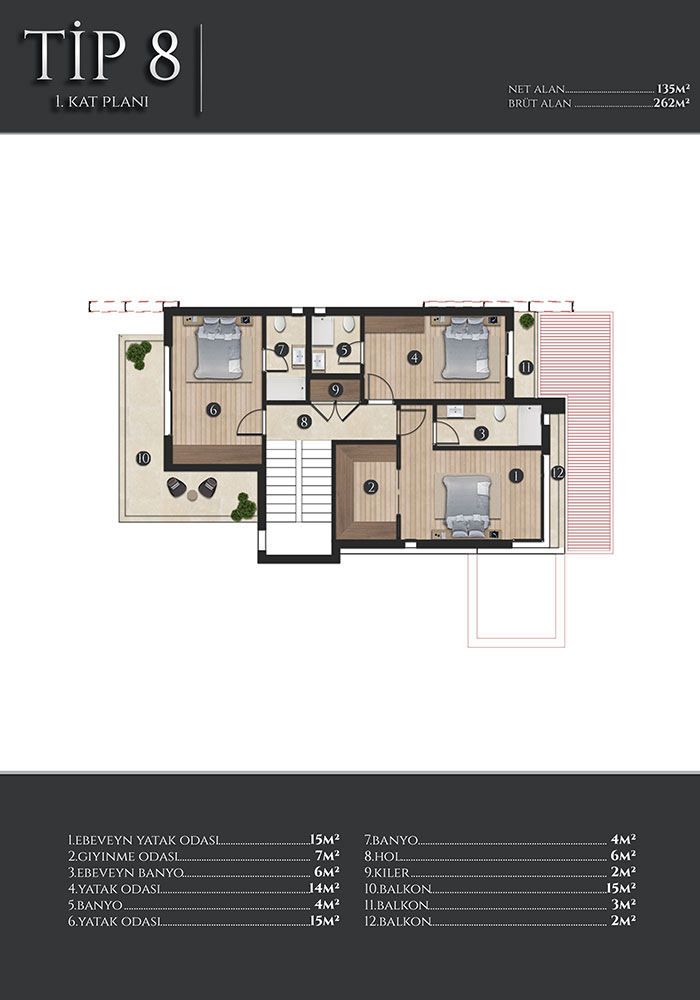 TİP 8
1. KAT PLANI
NET ALAN 135M²
BRÜT ALAN 262M²
7
5
4
11
9
6
8
3
10
1
12
2
1.EBEVEYN YATAK ODASI 15M²
2.GIYINME ODASI 7M²
3.EBEVEYN BANYO 6M²
4.YATAK ODASI 14M²
5.BANYO 4M²
6.YATAK ODASI 15M²
7.BANYO 4M²
8.HOL 6M²
9.KILER 2M²
10.BALKON 15M²
11.BALKON 3M²
12.BALKON 2M²